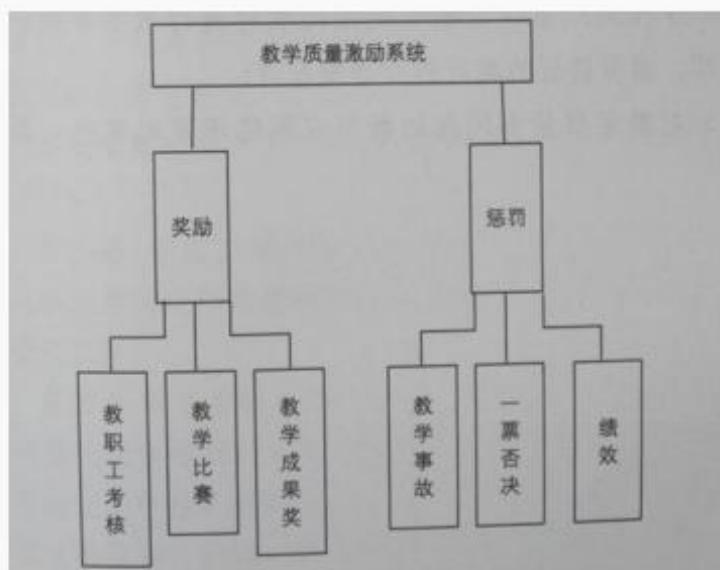 教学质量激励系统
奖励
惩罚
教职工考核
教学比赛
教学成果奖
教学事故
一票否决
绩效